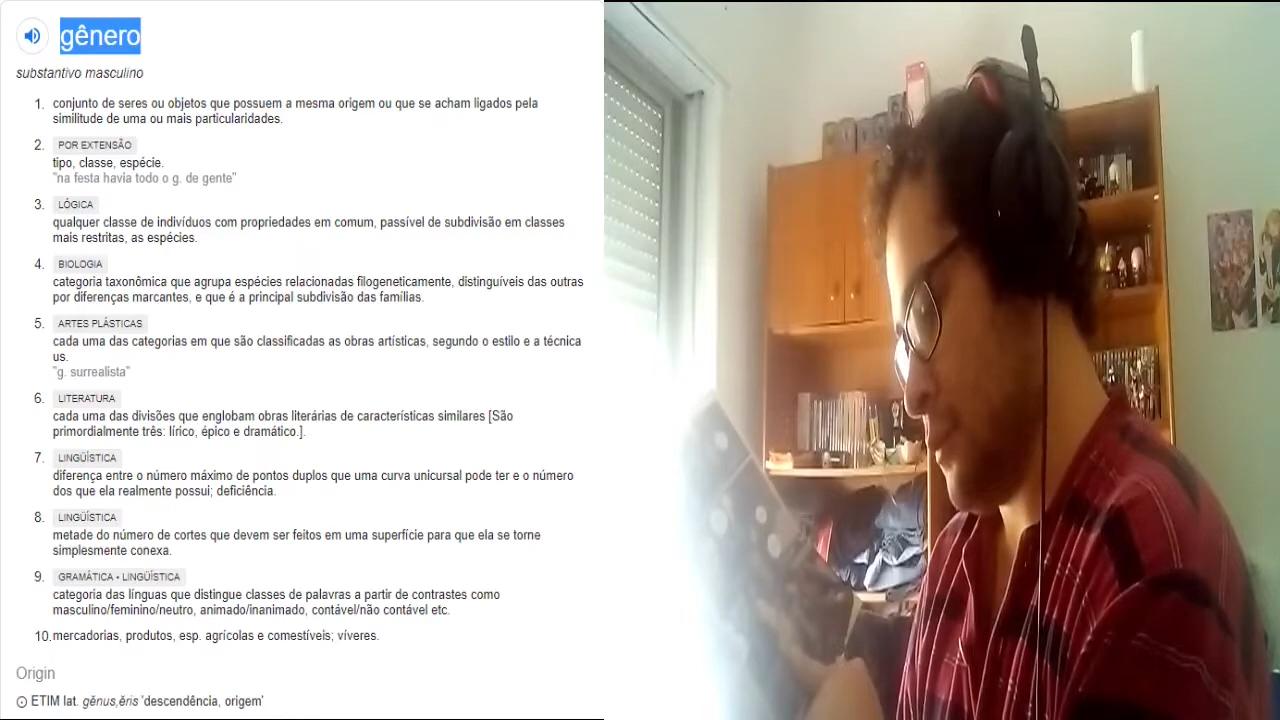 gênero
substantivo masculino
1. conjunto de seres ou objetos que possuem a mesma origem ou que se acham ligados pela
similitude de uma ou mais particularidades.
2. POR EXTENSÃO
tipo, classe, espécie.
"na festa havia todo o g. de gente"
3. LÓGICA
qualquer classe de indivíduos com propriedades em comum, passível de subdivisão em classes
mais restritas, as espécies.
4. BIOLOGIA
categoria taxonômica que agrupa espécies relacionadas filogeneticamente, distinguíveis das outras
por diferenças marcantes, e que é a principal subdivisão das famílias.
5. ARTES PLÁSTICAS
cada uma das categorias em que são classificadas as obras artísticas, segundo o estilo e a técnica
us.
"g. surrealista"
6. LITERATURA
cada uma das divisões que englobam obras literárias de características similares [São
primordialmente três: lírico, épico e dramático.].
7. LINGÜÍSTICA
diferença entre o número máximo de pontos duplos que uma curva unicursal pode ter e o número
dos que ela realmente possui; deficiência.
8. LINGÜÍSTICA
metade do número de cortes que devem ser feitos em uma superfície para que ela se torne
simplesmente conexa.
9. GRAMÁTICA • LINGÜÍSTICA
categoria das línguas que distingue classes de palavras a partir de contrastes como
masculino/feminino/neutro, animado/inanimado, contável/não contável etc.
10. mercadorias, produtos, esp. agrícolas e comestíveis; víveres.
Origin
ETIM lat. gĕnus,ĕris 'descendência, origem'